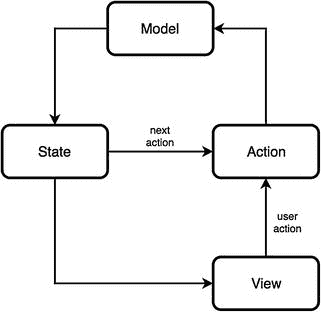 Model
State
next
action
Action
user
action
View